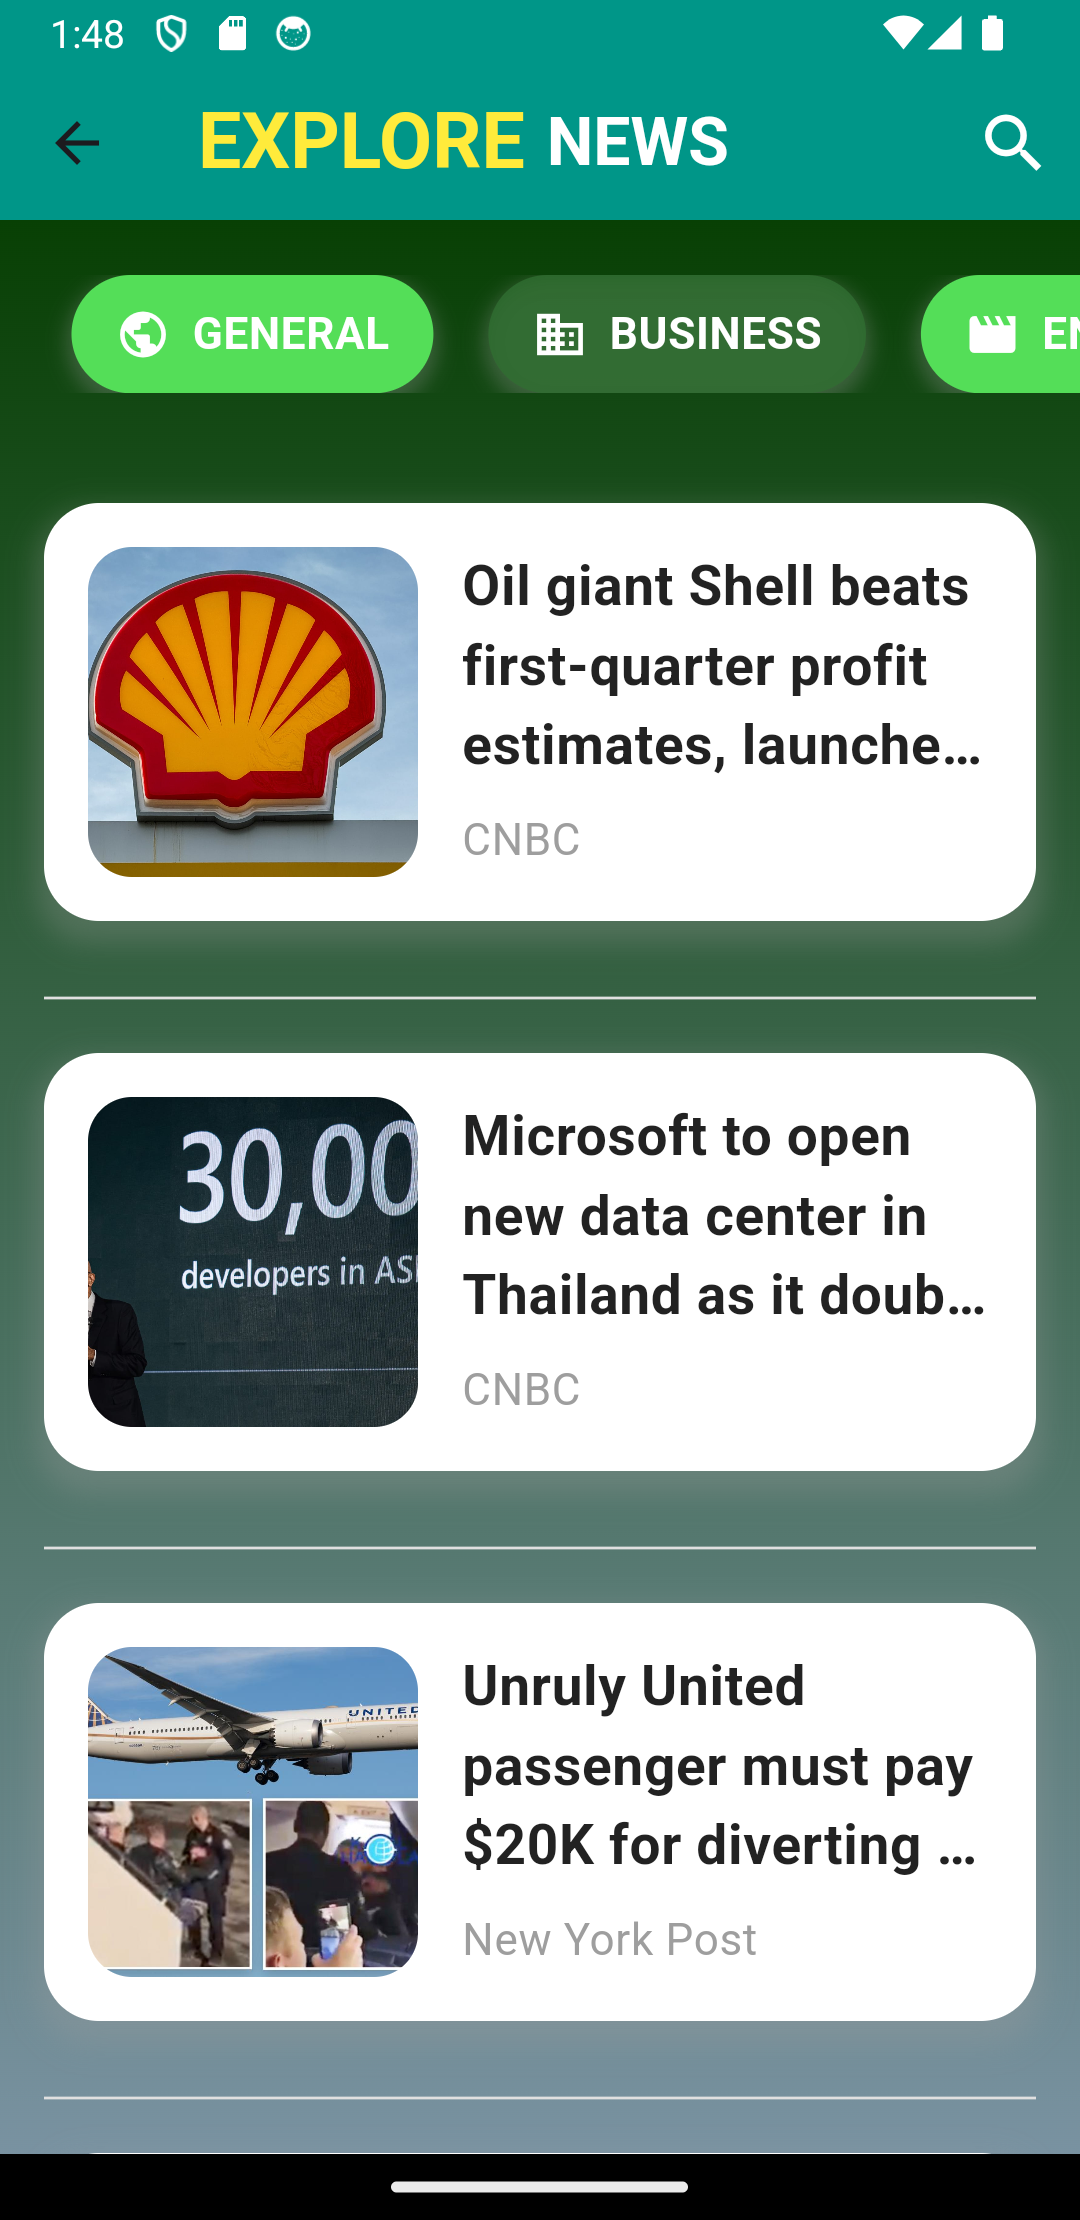 1:48
EXPLORE NEWS
GENERAL
BUSINESS
EN
Oil giant Shell beats
first-quarter profit
estimates, launche…
CNBC
30,00
developers in ASE
Microsoft to open
new data center in
Thailand as it doub…
CNBC
UNITED
Unruly United
passenger must pay
$20K for diverting …
New York Post